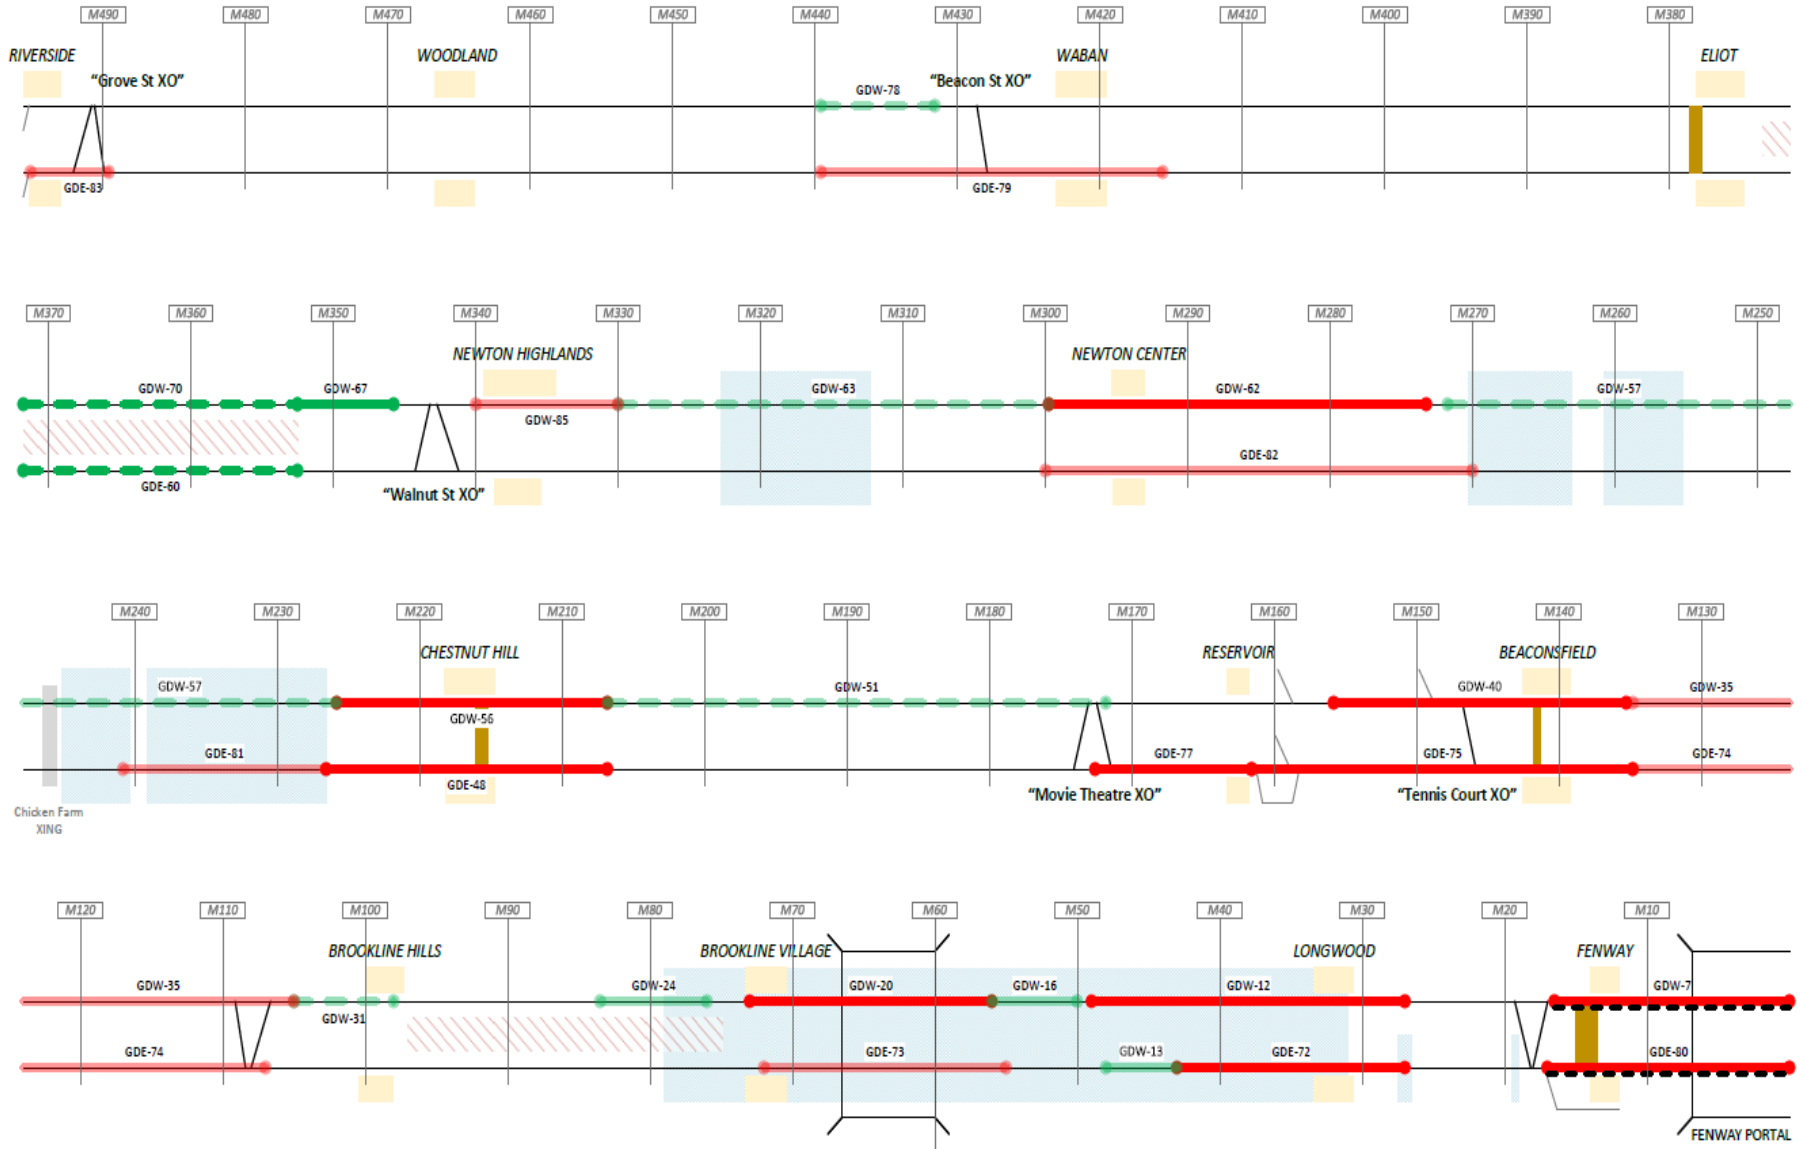 M490 M480 M470 M460 M450 M440 M430 M420 M410 M400 M390 M380
RIVERSIDE WOODLAND WABAN ELIOT
“Grove St XO” “Beacon St XO”
GDW-78
GDE-83 GDE-79
M370 M360 M350 M340 M330 M320 M310 M300 M290 M280 M270 M260 M250
NEWTON HIGHLANDS NEWTON CENTER
GDW-70 GDW-67 GDW-63 GDW-62 GDW-57
GDW-85
GDE-82
GDE-60
“Walnut St XO”
M240 M230 M220 M210 M200 M190 M180 M170 M160 M150 M140 M130
CHESTNUT HILL RESERVOIR BEACONSFIELD
GDW-57 GDW-51 GDW-40 GDW-35
GDW-56
GDE-81 GDE-77 GDE-75 GDE-74
GDE-48
“Movie Theatre XO” “Tennis Court XO”
Chicken Farm
XING
M120 M110 M100 M90 M80 M70 M60 M50 M40 M30 M20 M10
BROOKLINE HILLS BROOKLINE VILLAGE LONGWOOD FENWAY
GDW-35 GDW-24 GDW-20 GDW-16 GDW-12 GDW-7
GDW-31
GDE-74 GDE-73 GDW-13 GDE-72 GDE-80
FENWAY PORTAL